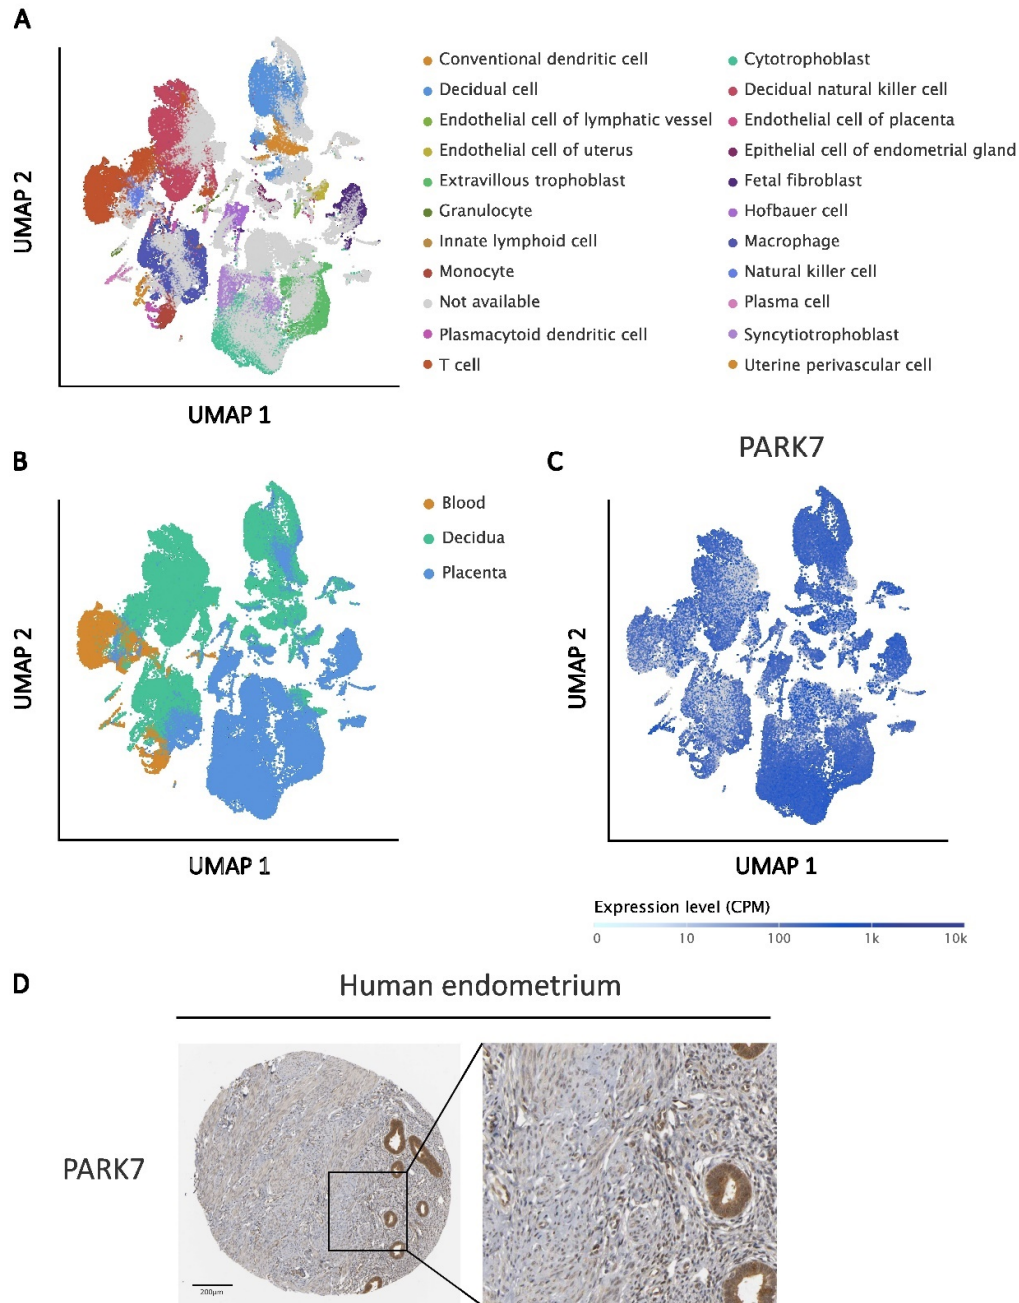 A
UMAP 2
UMAP 1
Conventional dendritic cell
Decidual cell
Endothelial cell of lymphatic vessel
Endothelial cell of uterus
Extravillous trophoblast
Granulocyte
Innate lymphoid cell
Monocyte
Not available
Plasmacytoid dendritic cell
T cell
Cytotrophoblast
Decidual natural killer cell
Endothelial cell of placenta
Epithelial cell of endometrial gland
Fetal fibroblast
Hofbauer cell
Macrophage
Natural killer cell
Plasma cell
Syncytiotrophoblast
Uterine perivascular cell
B
UMAP 2
UMAP 1
Blood
Decidua
Placenta
C
PARK7
UMAP 2
UMAP 1
Expression level (CPM)
0 10 100 1k 10k
D
Human endometrium
PARK7
200µm